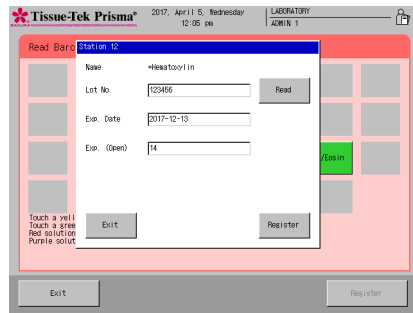 Tissue-Tek Prisma®
SAKURA
2017, April 5, Wednesday
12:05 pm
LABORATORY
ADMIN 1
Read Barc
Station 12
Name *Hematoxylin
Lot No. 123456 Read
Exp. Date 2017-12-13
Exp. (Open) 14
/Eosin
Touch a yell
Touch a gree
Red solution
Purple solut
Exit Register
Exit Register